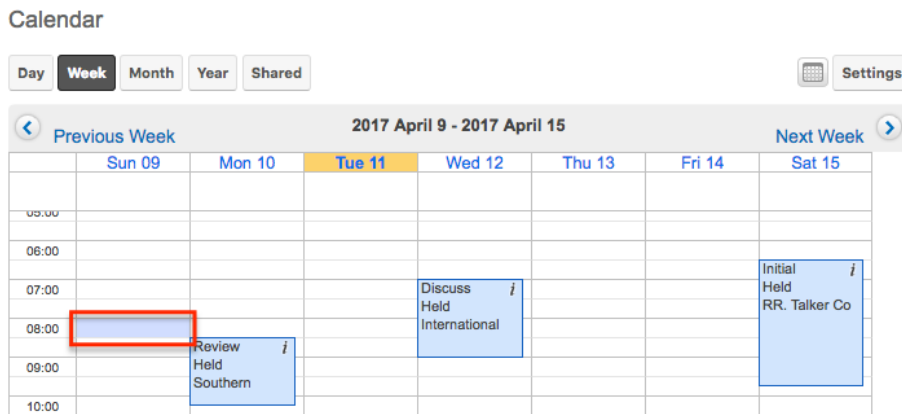 Calendar
Day Week Month Year Shared Settings
Previous Week 2017 April 9 - 2017 April 15 Next Week
Sun 09 Mon 10 Tue 11 Wed 12 Thu 13 Fri 14 Sat 15
05:00
06:00
07:00
08:00
09:00
10:00
Review i
Held
Southern
Discuss i
Held
International
Initial i
Held
RR. Talker Co